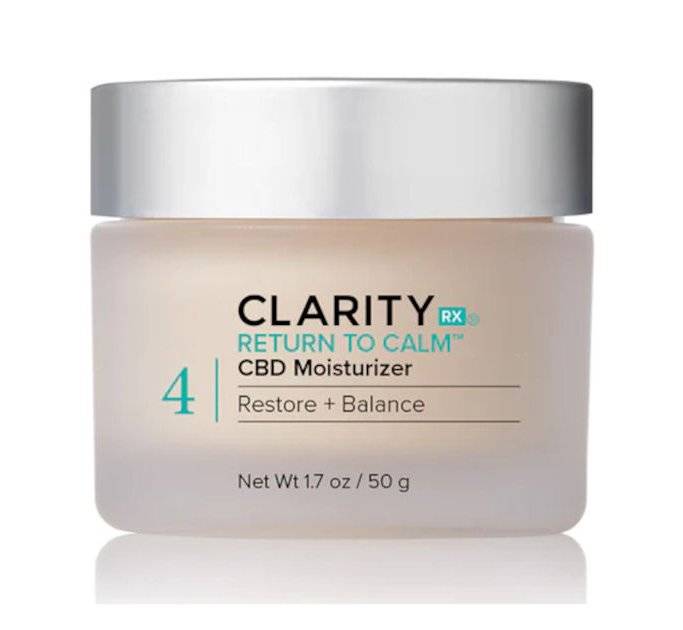 CLARITY RX®
RETURN TO CALM™
CBD Moisturizer
4
Restore + Balance
Net Wt 1.7 oz / 50 g